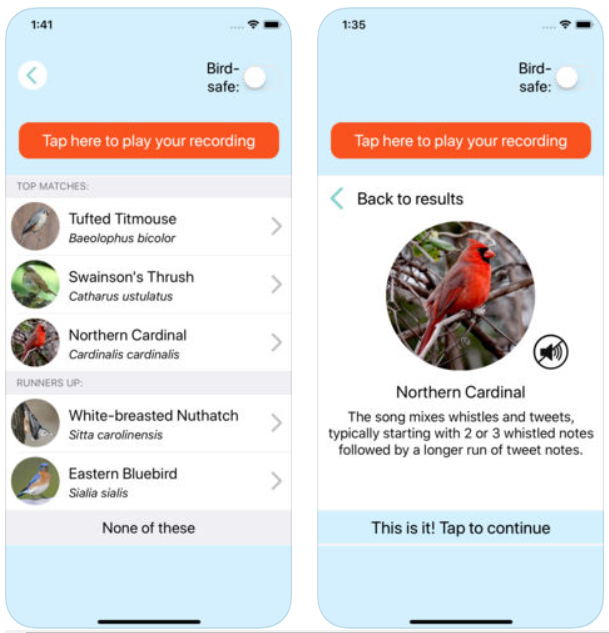 1:41
Bird-
safe:
Tap here to play your recording
TOP MATCHES:
Tufted Titmouse
Baeolophus bicolor
Swainson's Thrush
Catharus ustulatus
Northern Cardinal
Cardinalis cardinalis
RUNNERS UP:
White-breasted Nuthatch
Sitta carolinensis
Eastern Bluebird
Sialia sialis
None of these
1:35
Bird-
safe:
Tap here to play your recording
Back to results
Northern Cardinal
The song mixes whistles and tweets,
typically starting with 2 or 3 whistled notes
followed by a longer run of tweet notes.
This is it! Tap to continue